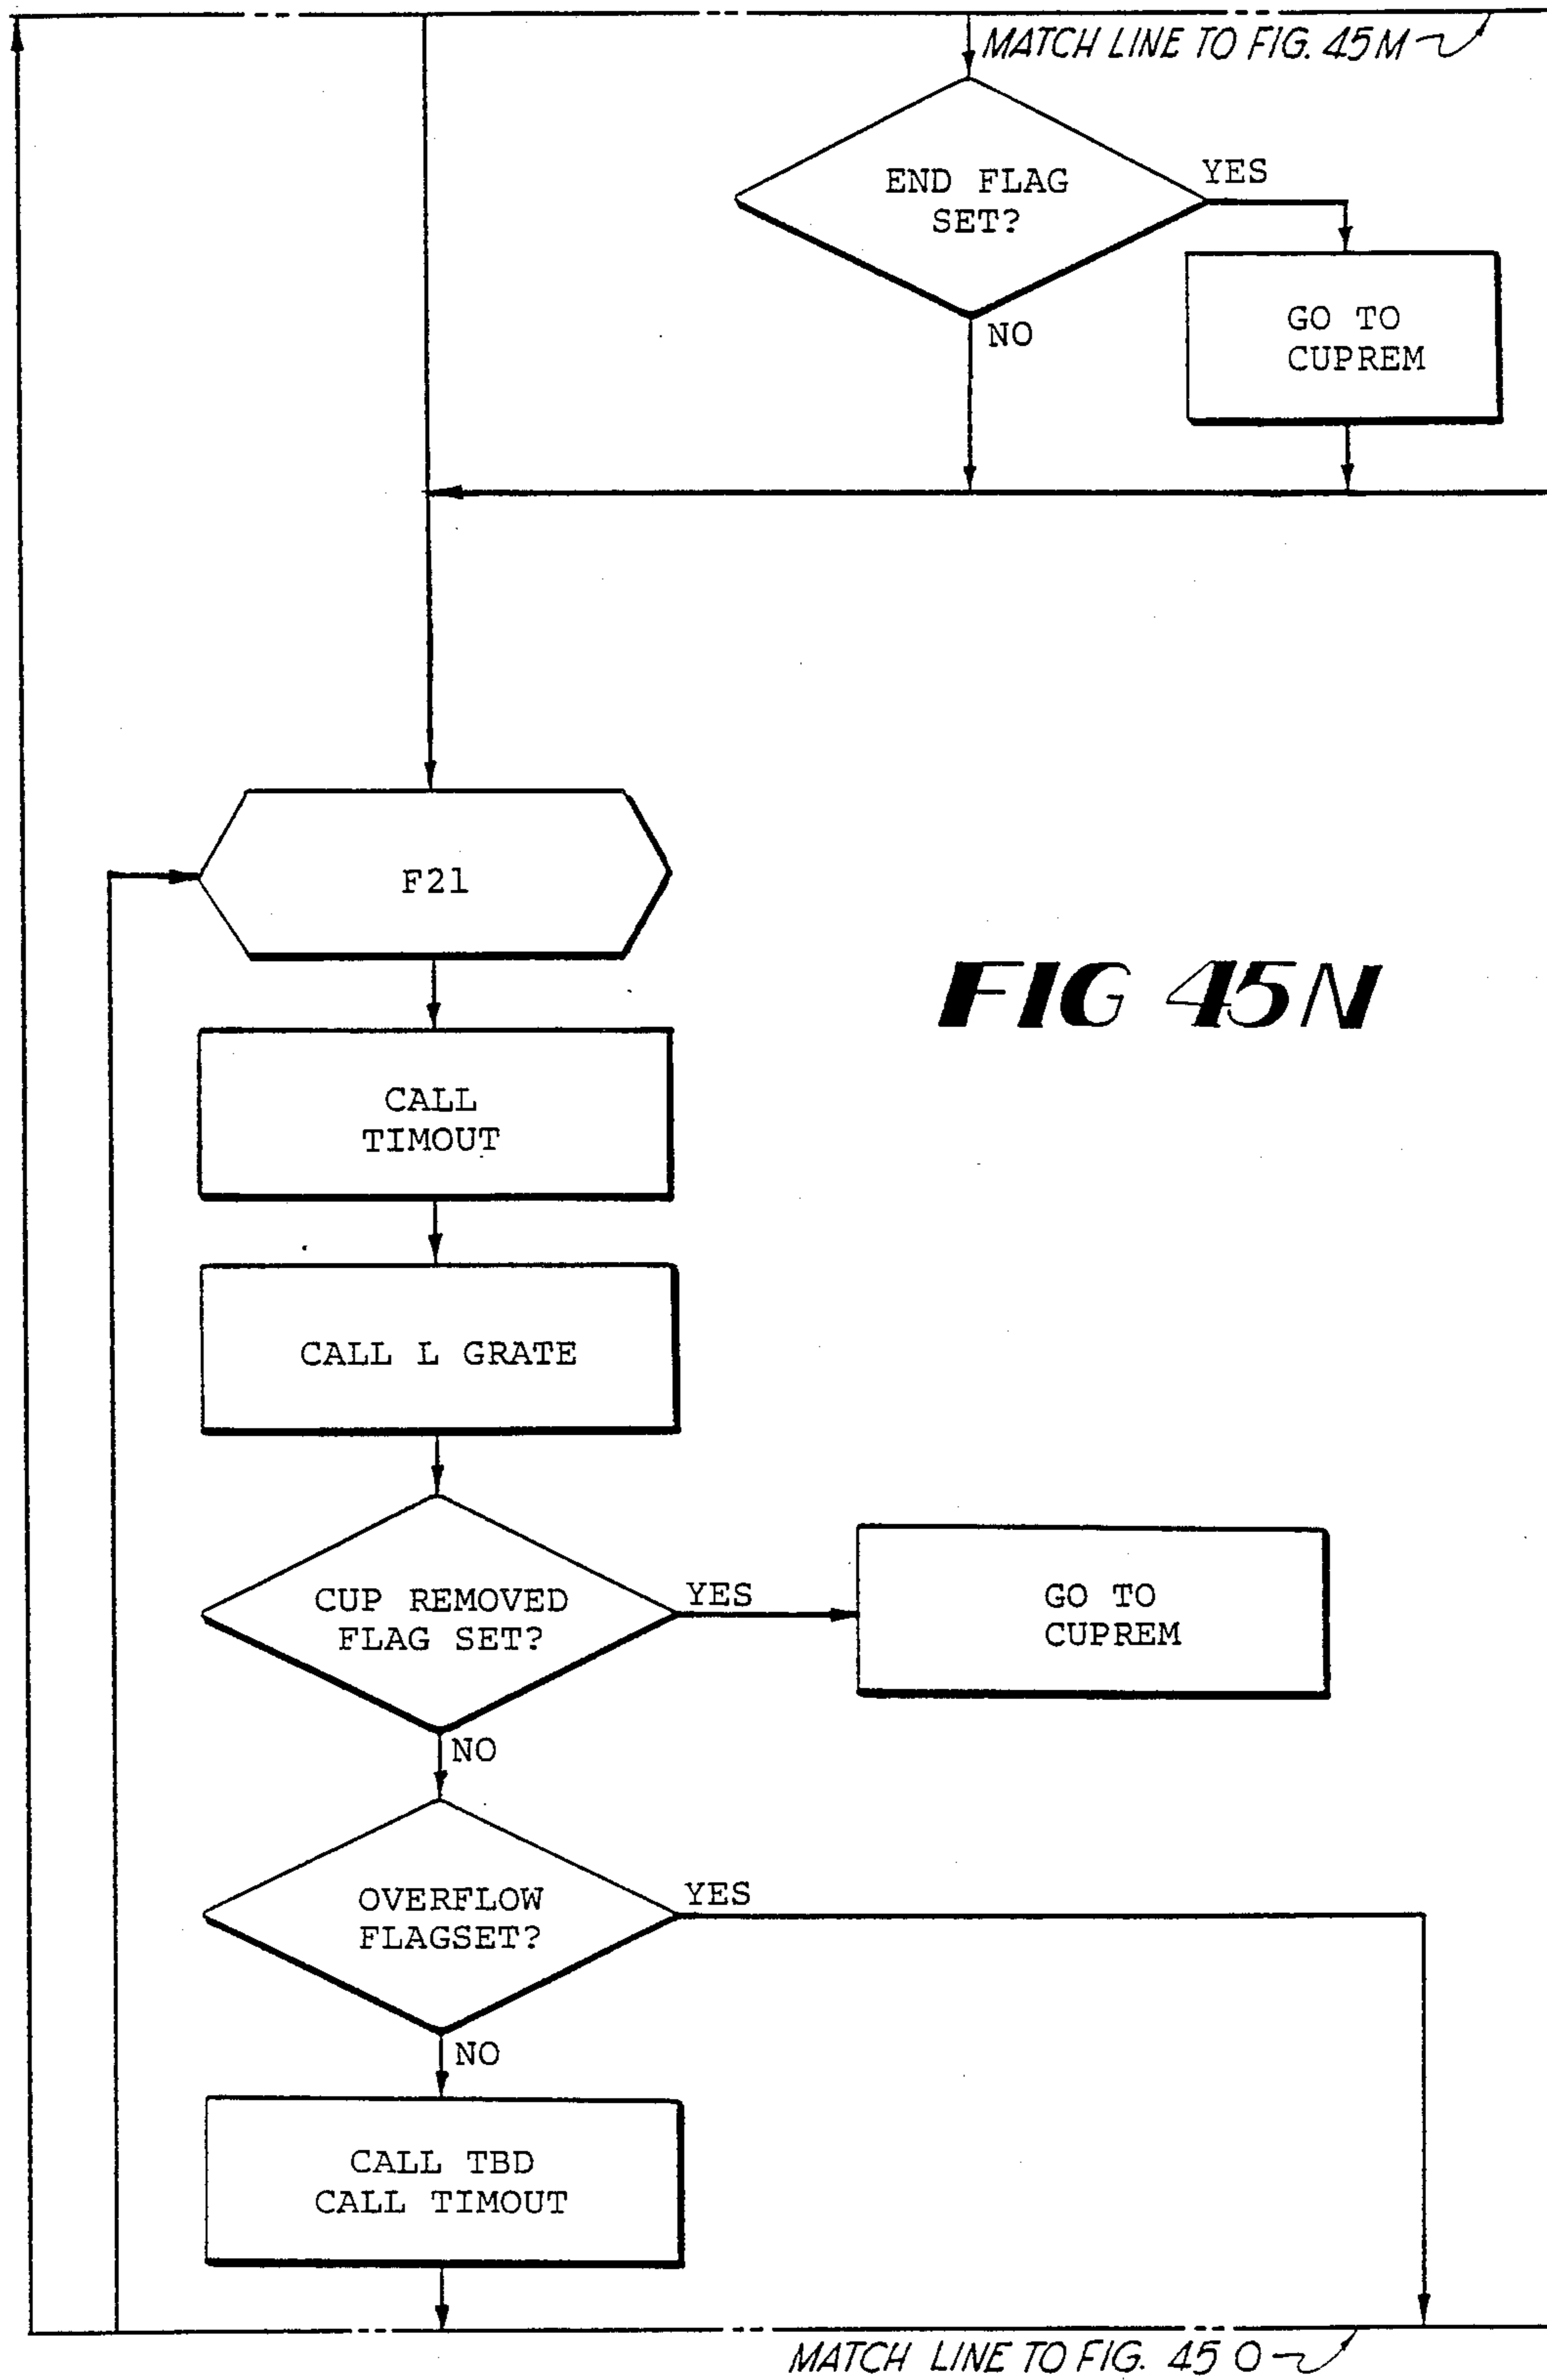 MATCH LINE TO FIG. 45M
END FLAG
SET?
YES
NO
GO TO
CUPREM
F21
FIG 45N
CALL
TIMOUT
CALL L GRATE
CUP REMOVED
FLAG SET?
YES
GO TO
CUPREM
NO
OVERFLOW
FLAGSET?
YES
NO
CALL TBD
CALL TIMOUT
MATCH LINE TO FIG. 45 O